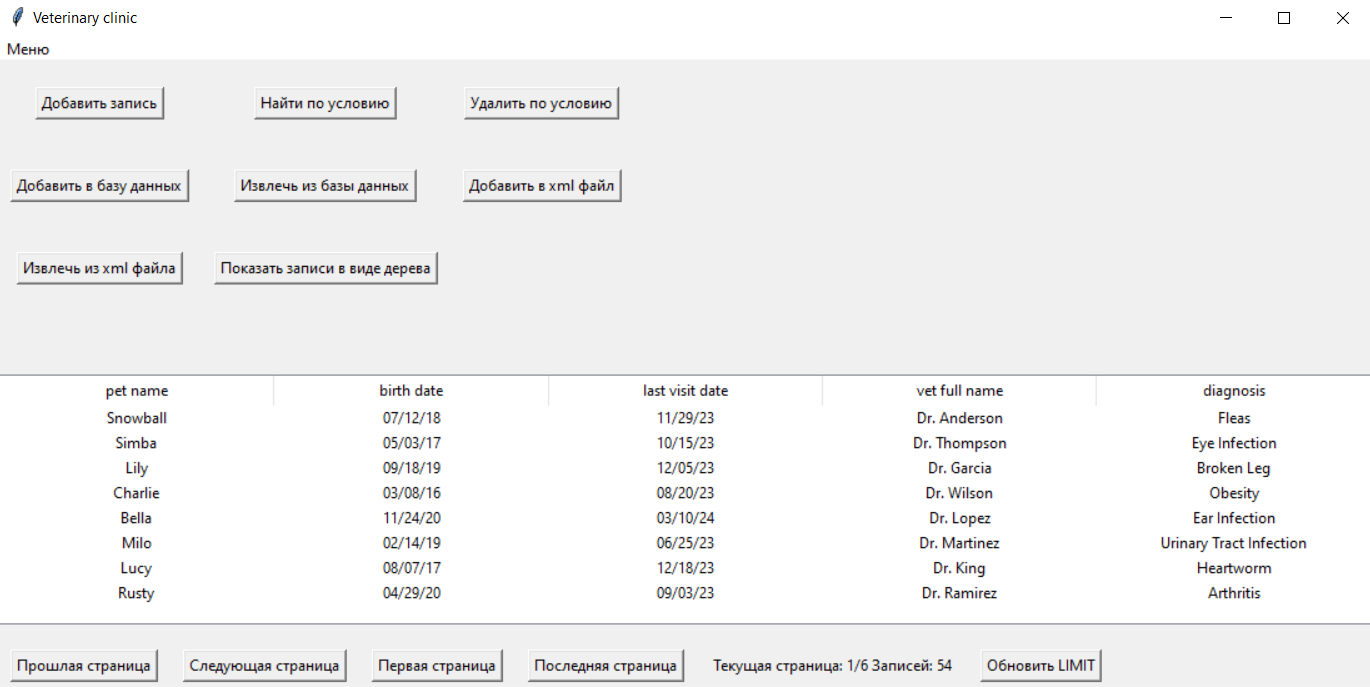 Veterinary clinic
Меню
Добавить запись Найти по условию Удалить по условию
Добавить в базу данных Извлечь из базы данных Добавить в xml файл
Извлечь из xml файла Показать записи в виде дерева
pet name birth date last visit date vet full name diagnosis
Snowball 07/12/18 11/29/23 Dr. Anderson Fleas
Simba 05/03/17 10/15/23 Dr. Thompson Eye Infection
Lily 09/18/19 12/05/23 Dr. Garcia Broken Leg
Charlie 03/08/16 08/20/23 Dr. Wilson Obesity
Bella 11/24/20 03/10/24 Dr. Lopez Ear Infection
Milo 02/14/19 06/25/23 Dr. Martinez Urinary Tract Infection
Lucy 08/07/17 12/18/23 Dr. King Heartworm
Rusty 04/29/20 09/03/23 Dr. Ramirez Arthritis
Прошлая страница Следующая страница Первая страница Последняя страница Текущая страница: 1/6 Записей: 54 Обновить LIMIT